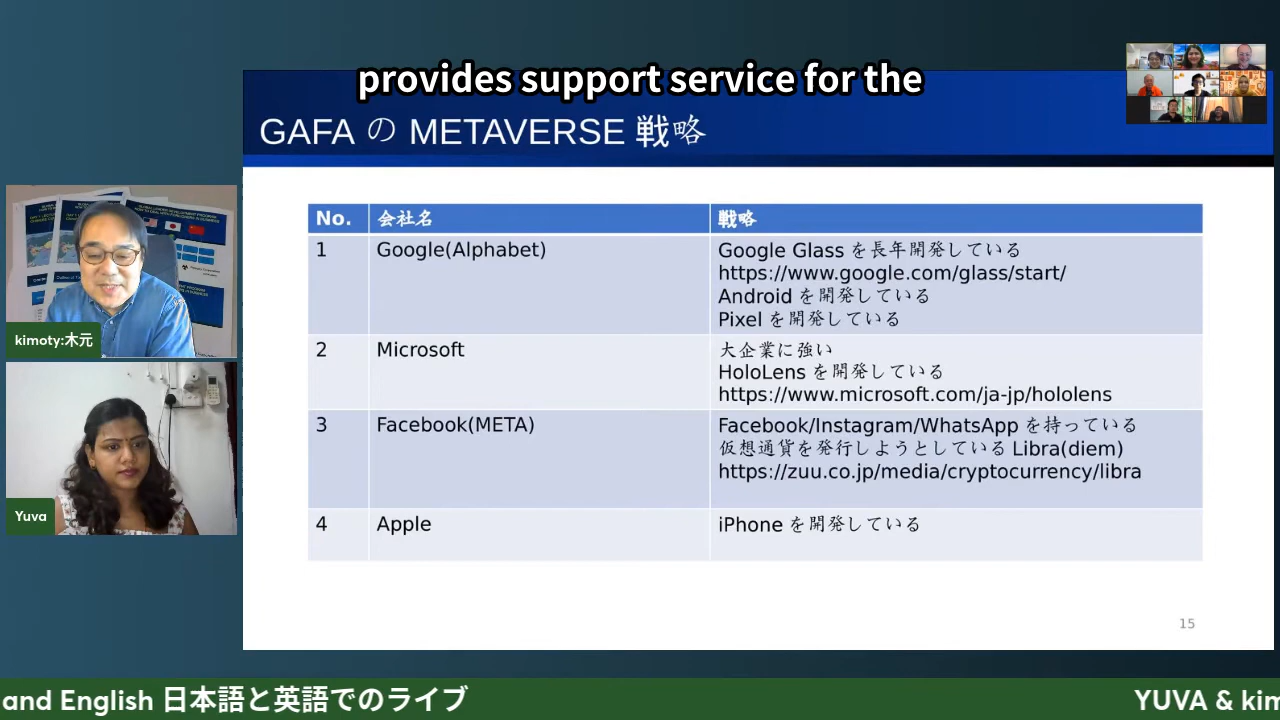 provides support service for the
GAFA の METAVERSE 戦略
No.
会社名
戦略
1
Google(Alphabet)
Google Glass を長年開発している
https://www.google.com/glass/start/
Android を開発している
Pixel を開発している
2
Microsoft
大企業に強い
HoloLens を開発している
https://www.microsoft.com/ja-jp/hololens
3
Facebook(META)
Facebook/Instagram/WhatsApp を持っている
仮想通貨を発行しようとしている Libra(diem)
https://zuu.co.jp/media/cryptocurrency/libra
4
Apple
iPhone を開発している
15
kimoty:木元
Yuva
and English 日本語と英語でのライブ
YUVA & kim